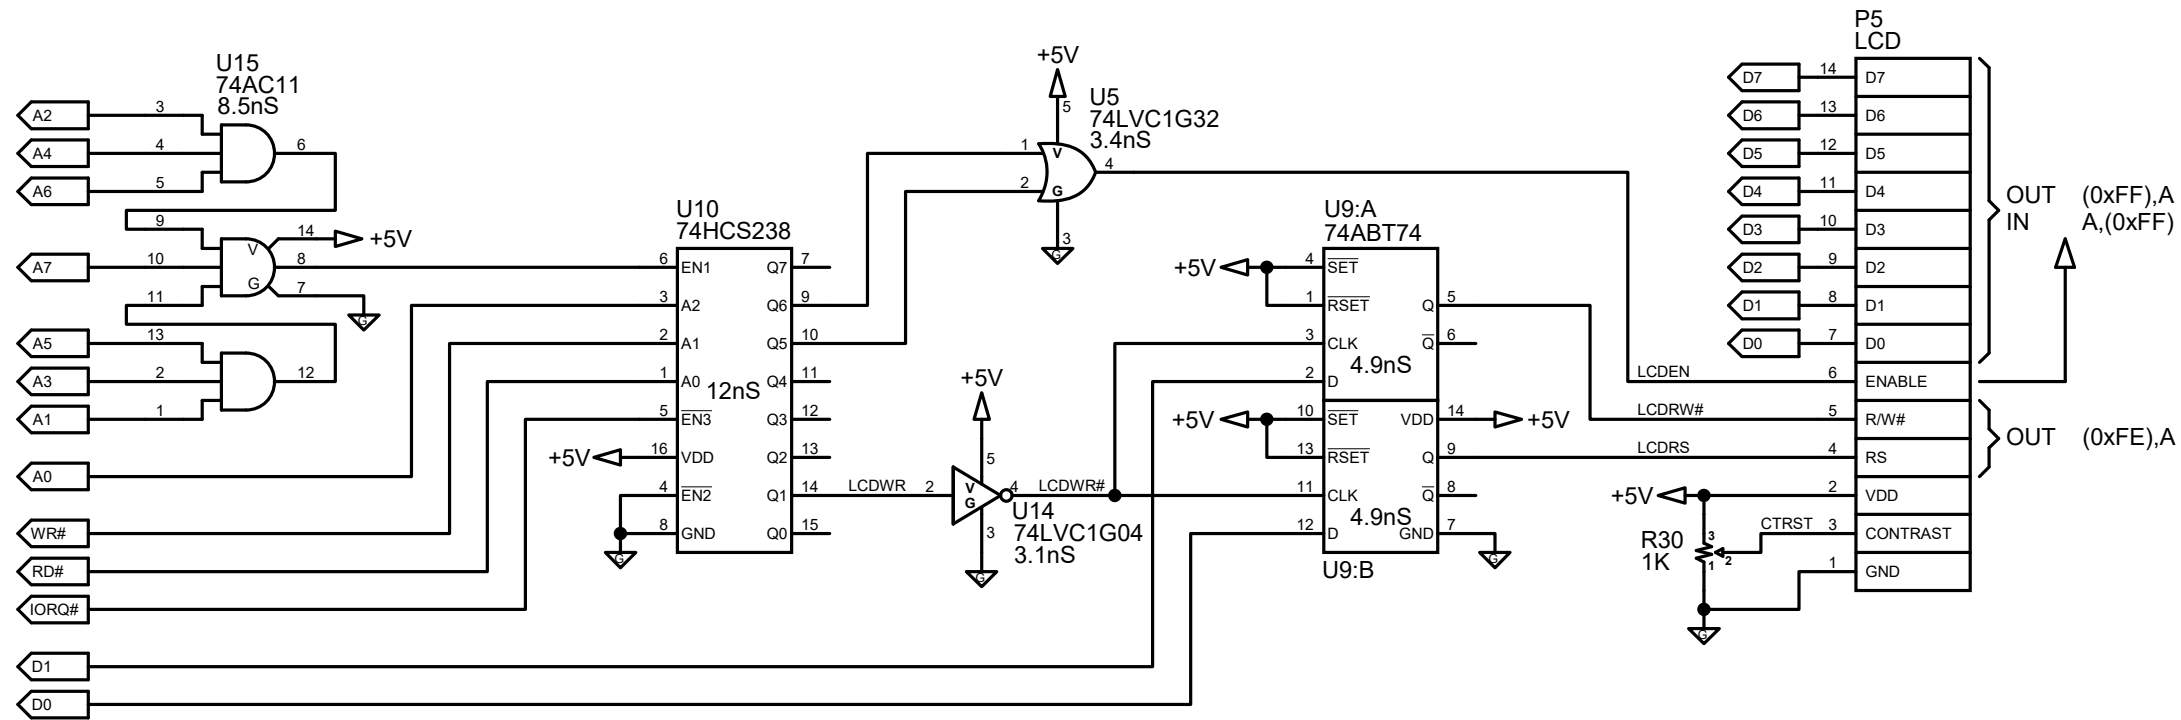 U15
74AC11
8.5nS
A2
3
A4
4
6
A6
5
9
14
+5V
V
A7
10
8
G
7
11
G
A5
13
A3
2
12
A1
1
A0
WR#
RD#
IORQ#
D1
D0
U10
74HCS238
6 EN1 Q7 7
3 A2 Q6 9
2 A1 Q5 10
1 A0 Q4 11
12nS
5 EN3 Q3 12
+5V 16 VDD Q2 13
4 EN2 Q1 14
8 GND Q0 15
G
+5V
5
U5
74LVC1G32
3.4nS
1
V
4
2
G
3
G
LCDWR
2
+5V
5
V
G
4
LCDWR#
U14
74LVC1G04
3.1nS
3
G
U9:A
74ABT74
+5V 4 SET
1 RSET Q 5
3 CLK Q 6
4.9nS
2 D
+5V 10 SET VDD 14 +5V
13 RSET Q 9
11 CLK Q 8
4.9nS
12 D GND 7
G
U9:B
LCDEN
LCDRW#
LCDRS
P5
LCD
D7 14 D7
D6 13 D6
D5 12 D5
D4 11 D4
D3 10 D3
D2 9 D2
D1 8 D1
D0 7 D0
6 ENABLE
5 R/W#
4 RS
+5V 2 VDD
CTRST 3 CONTRAST
1 GND
R30
1K
3
2
1
G
OUT (0xFF),A
IN A,(0xFF)
OUT (0xFE),A